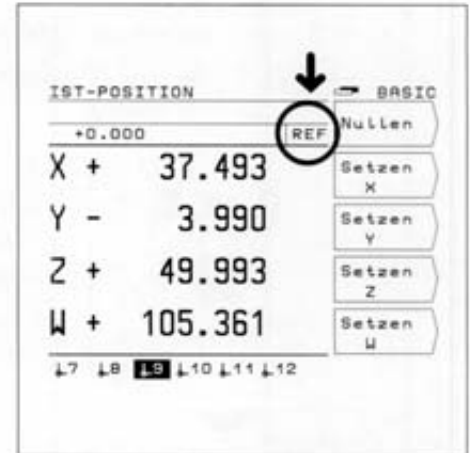 IST-POSITION
BASIC
+0.000
REF
Nullen
X + 37.493
Setzen
X
Y - 3.990
Setzen
Y
Z + 49.993
Setzen
Z
W + 105.361
Setzen
W
7 8 9 10 11 12